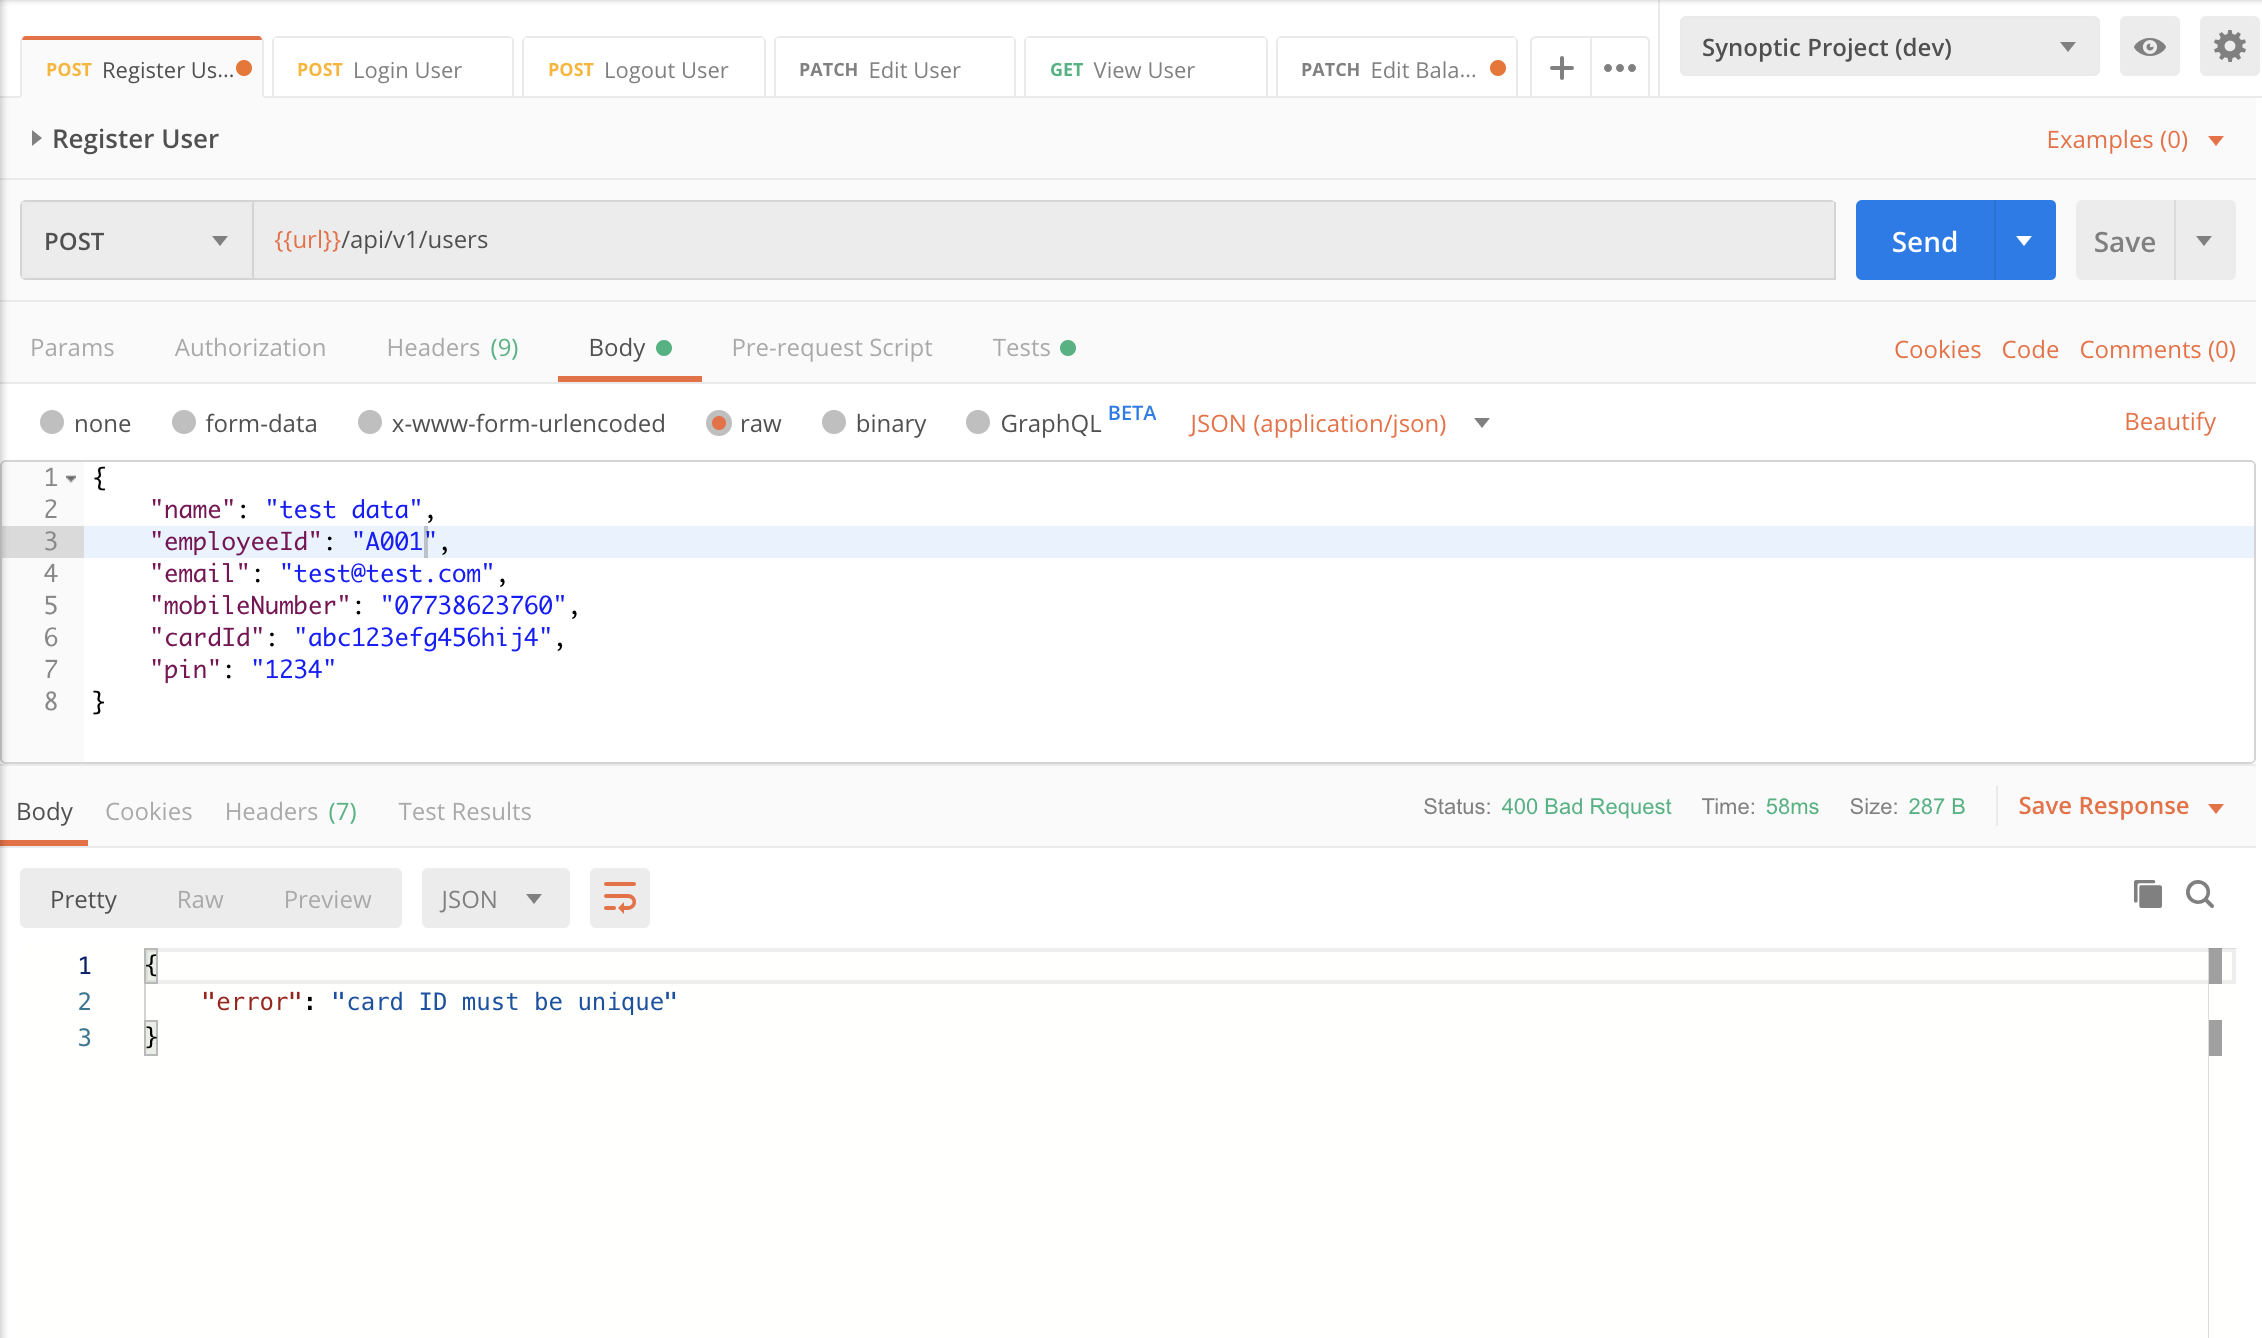 POST Register Us... POST Login User POST Logout User PATCH Edit User GET View User PATCH Edit Bala... Synoptic Project (dev)
Register User Examples (0)
POST {{url}}/api/v1/users Send Save
Params Authorization Headers (9) Body Pre-request Script Tests Cookies Code Comments (0)
none form-data x-www-form-urlencoded raw binary GraphQL BETA JSON (application/json) Beautify
1 {
2 "name": "test data",
3 "employeeId": "A001",
4 "email": "test@test.com",
5 "mobileNumber": "07738623760",
6 "cardId": "abc123efg456hij4",
7 "pin": "1234"
8 }
Body Cookies Headers (7) Test Results Status: 400 Bad Request Time: 58ms Size: 287 B Save Response
Pretty Raw Preview JSON
1 {
2 "error": "card ID must be unique"
3 }